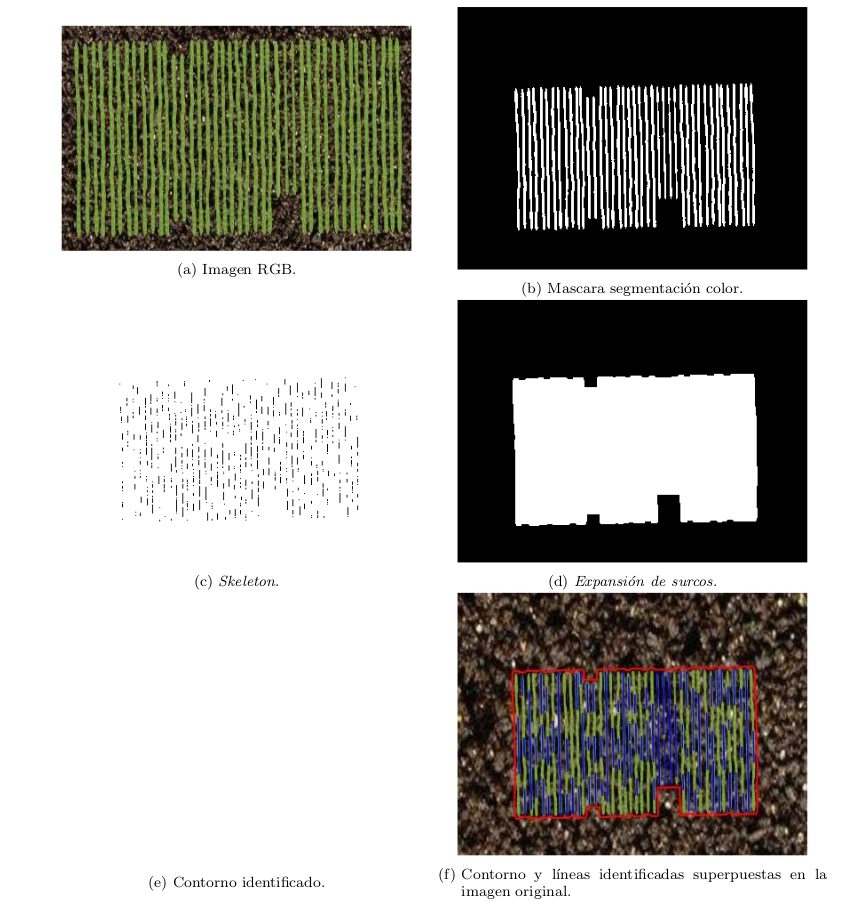 (a) Imagen RGB.
(b) Mascara segmentación color.
(c) Skeleton.
(d) Expansión de surcos.
(e) Contorno identificado.
(f) Contorno y líneas identificadas superpuestas en la
imagen original.